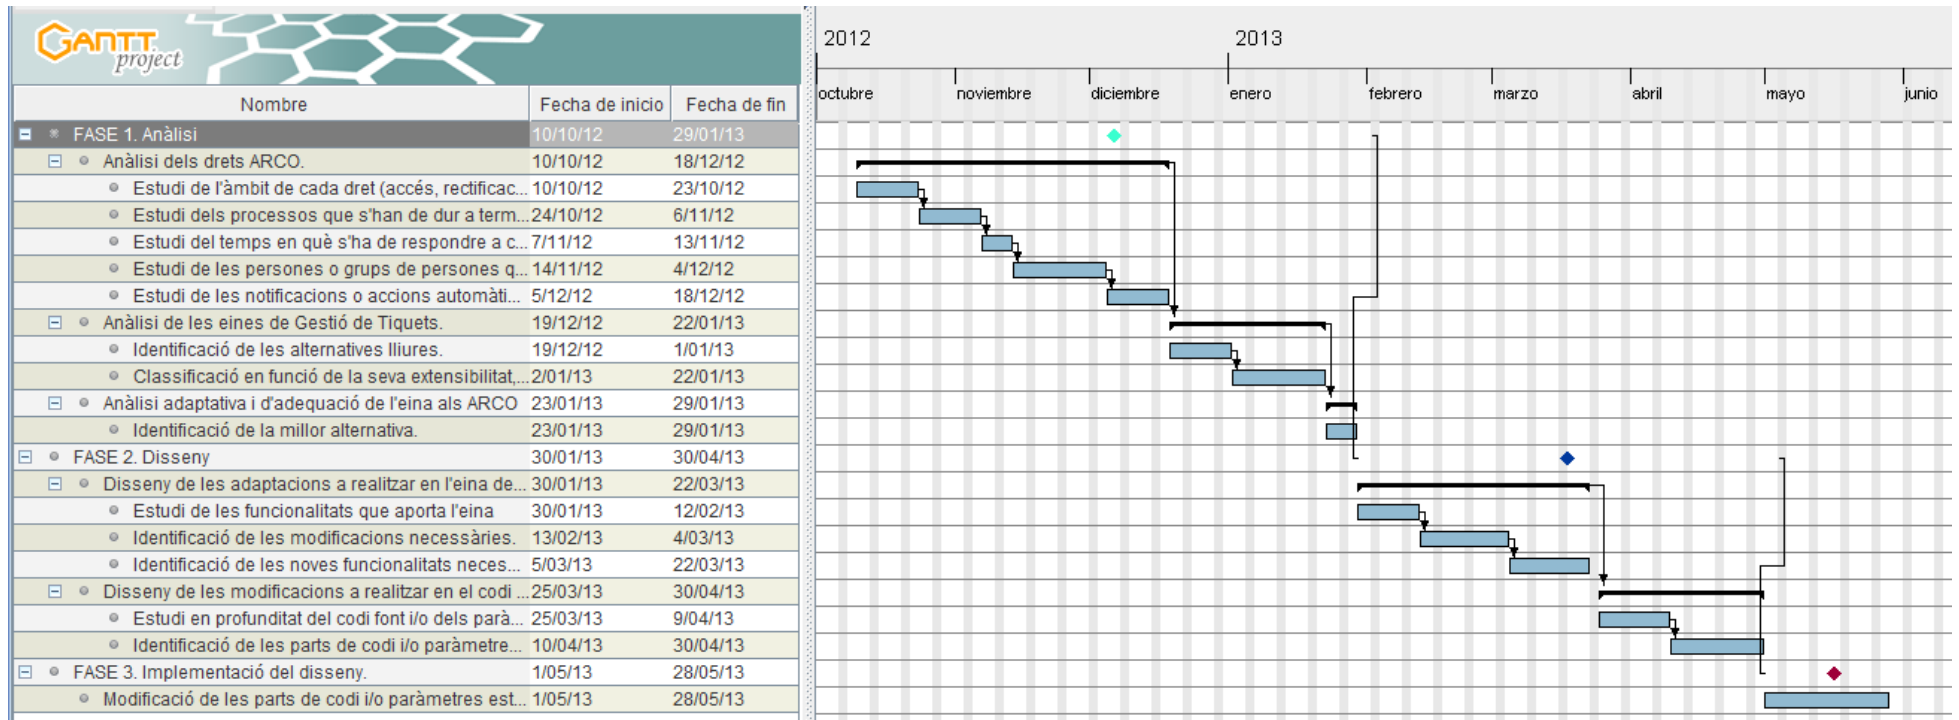 GANTT
project
2012 2013
octubre noviembre diciembre enero febrero marzo abril mayo junio
Nombre Fecha de inicio Fecha de fin
FASE 1. Anàlisi 10/10/12 29/01/13
Anàlisi dels drets ARCO. 10/10/12 18/12/12
Estudi de l'àmbit de cada dret (accés, rectificac... 10/10/12 23/10/12
Estudi dels processos que s'han de dur a term... 24/10/12 6/11/12
Estudi del temps en què s'ha de respondre a c... 7/11/12 13/11/12
Estudi de les persones o grups de persones q... 14/11/12 4/12/12
Estudi de les notificacions o accions automàti... 5/12/12 18/12/12
Anàlisi de les eines de Gestió de Tiquets. 19/12/12 22/01/13
Identificació de les alternatives lliures. 19/12/12 1/01/13
Classificació en funció de la seva extensibilitat,... 2/01/13 22/01/13
Anàlisi adaptativa i d'adequació de l'eina als ARCO 23/01/13 29/01/13
Identificació de la millor alternativa. 23/01/13 29/01/13
FASE 2. Disseny 30/01/13 30/04/13
Disseny de les adaptacions a realitzar en l'eina de... 30/01/13 22/03/13
Estudi de les funcionalitats que aporta l'eina 30/01/13 12/02/13
Identificació de les modificacions necessàries. 13/02/13 4/03/13
Identificació de les noves funcionalitats neces... 5/03/13 22/03/13
Disseny de les modificacions a realitzar en el codi ... 25/03/13 30/04/13
Estudi en profunditat del codi font i/o dels parà... 25/03/13 9/04/13
Identificació de les parts de codi i/o paràmetre... 10/04/13 30/04/13
FASE 3. Implementació del disseny. 1/05/13 28/05/13
Modificació de les parts de codi i/o paràmetres est... 1/05/13 28/05/13